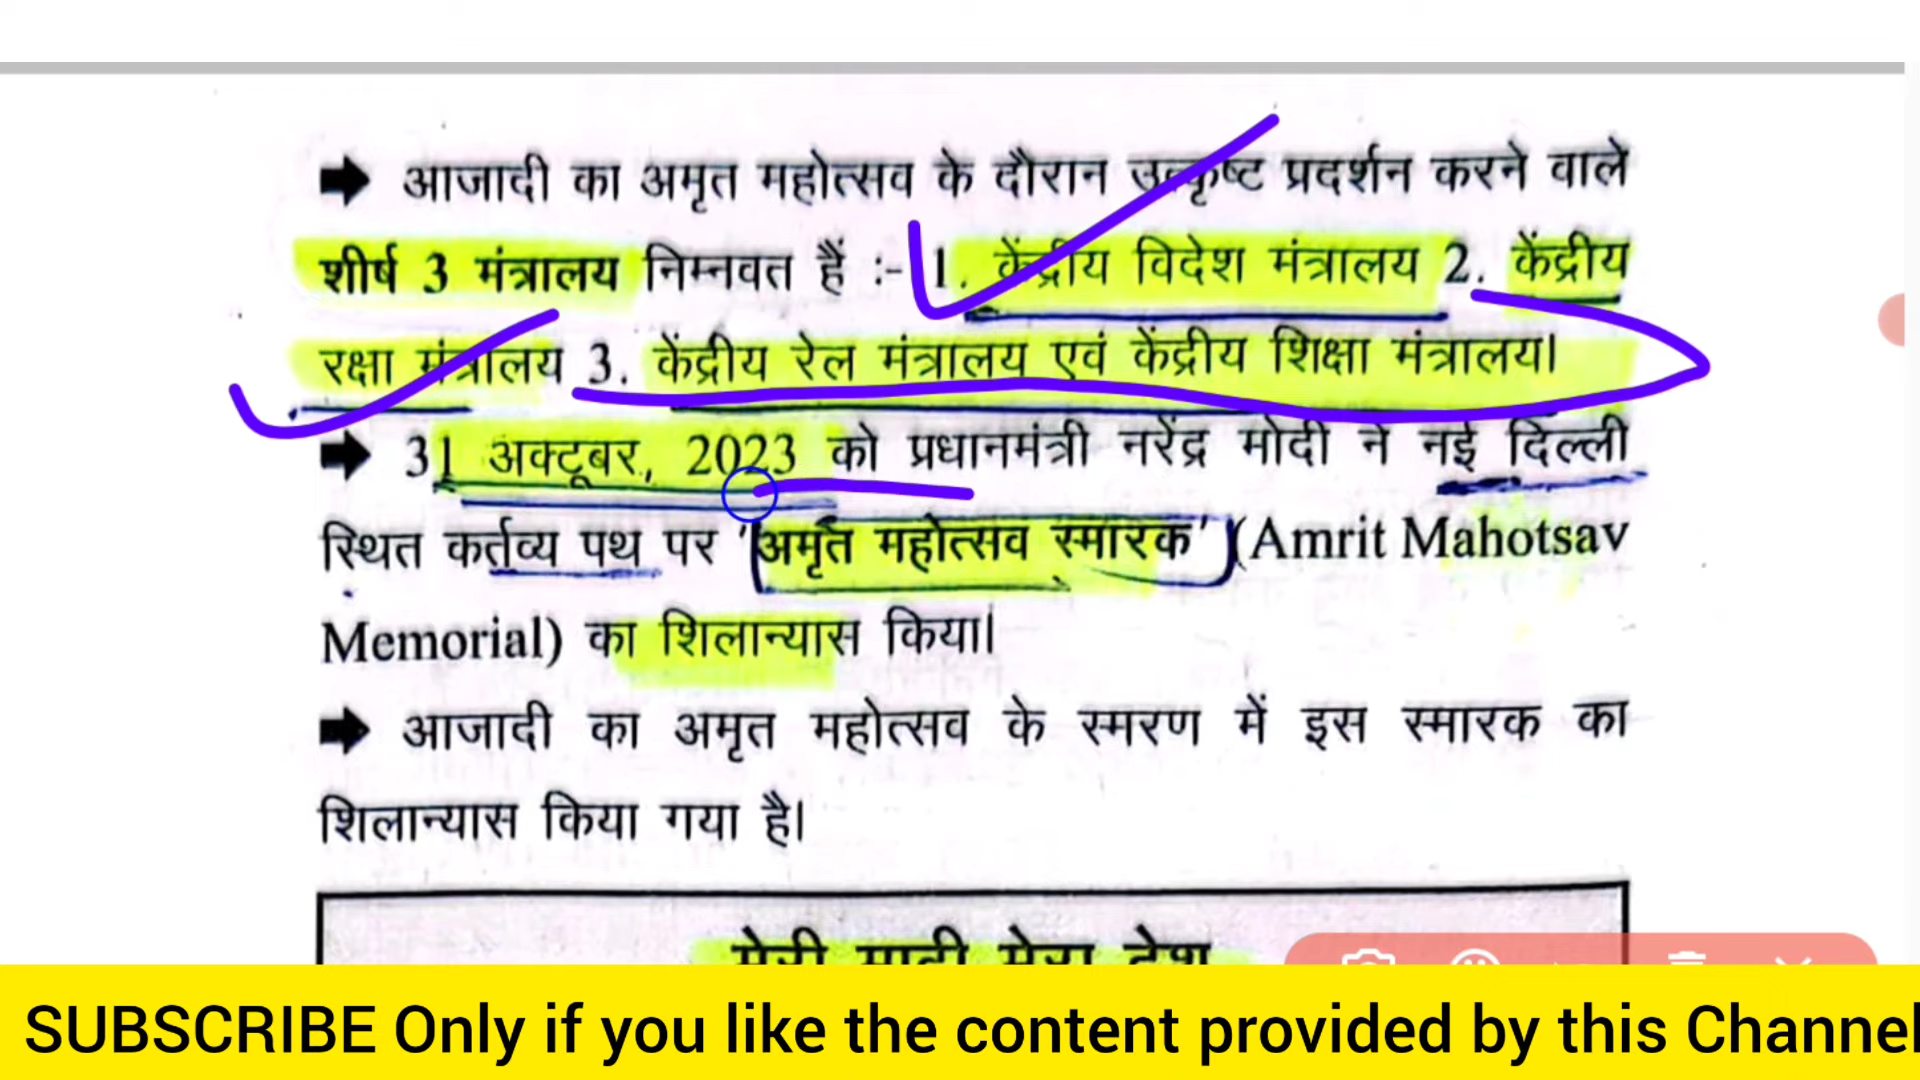 ➡ आजादी का अमृत महोत्सव के दौरान उत्कृष्ट प्रदर्शन करने वाले
शीर्ष 3 मंत्रालय निम्नवत हैं :- 1. केंद्रीय विदेश मंत्रालय 2. केंद्रीय
रक्षा मंत्रालय 3. केंद्रीय रेल मंत्रालय एवं केंद्रीय शिक्षा मंत्रालय।
➡ 31 अक्टूबर, 2023 को प्रधानमंत्री नरेंद्र मोदी ने नई दिल्ली
स्थित कर्तव्य पथ पर 'अमृत महोत्सव स्मारक' (Amrit Mahotsav
Memorial) का शिलान्यास किया।
➡ आजादी का अमृत महोत्सव के स्मरण में इस स्मारक का
शिलान्यास किया गया है।
मेरी माटी मेरा देश
SUBSCRIBE Only if you like the content provided by this Channel